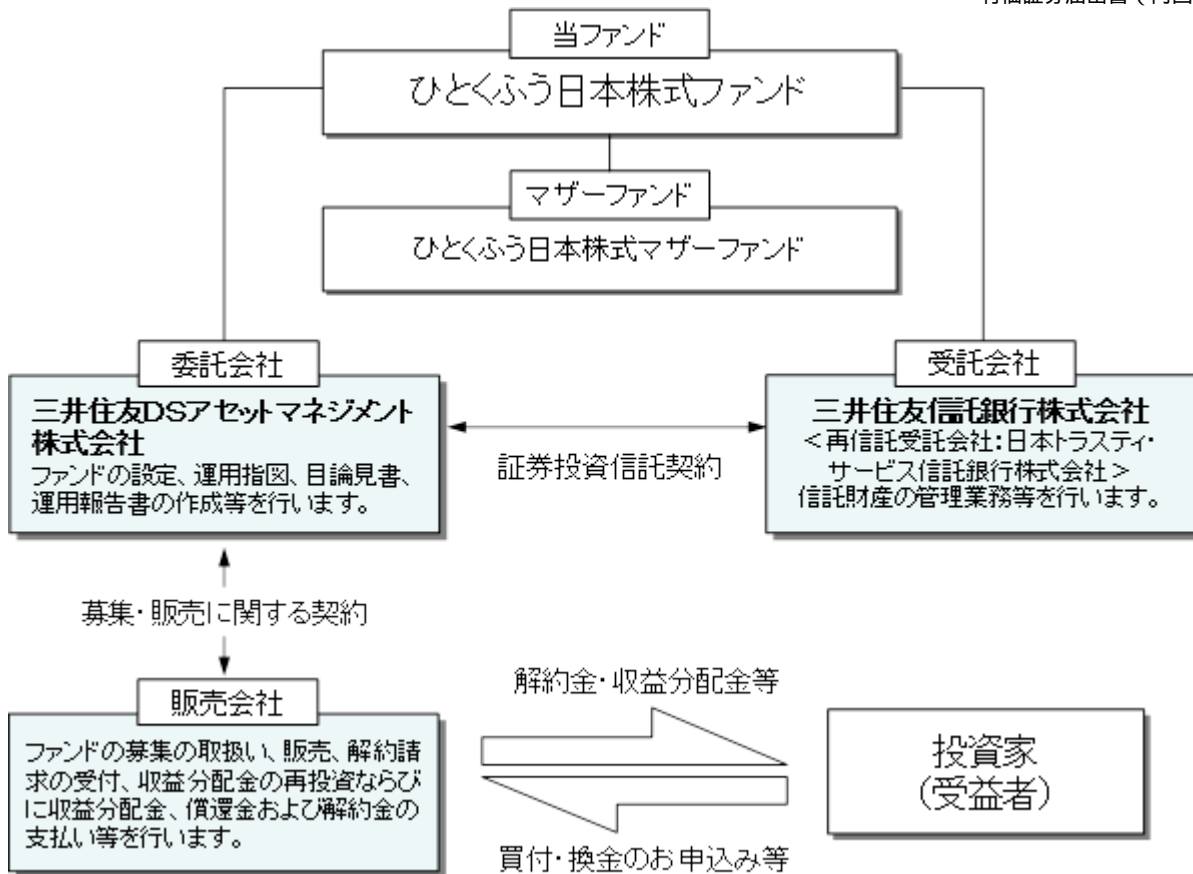 当ファンド
ひとくふう日本株式ファンド
マザーファンド
ひとくふう日本株式マザーファンド
委託会社
三井住友DSアセットマネジメント
株式会社
ファンドの設定、運用指図、目論見書、
運用報告書の作成等を行います。
証券投資信託契約
受託会社
三井住友信託銀行株式会社
<再信託受託会社:日本トラスティ・
サービス信託銀行株式会社>
信託財産の管理業務等を行います。
募集・販売に関する契約
販売会社
ファンドの募集の取扱い、販売、解約請
求の受付、収益分配金の再投資ならび
に収益分配金、償還金および解約金の
支払い等を行います。
解約金・収益分配金等
買付・換金のお申込み等
投資家
(受益者)